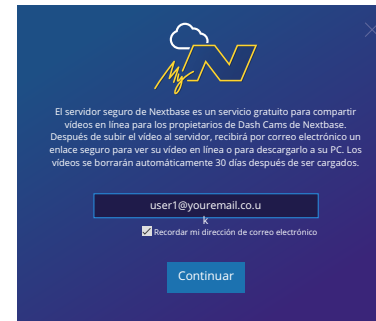 My N
El servidor seguro de Nextbase es un servicio gratuito para compartir
vídeos en línea para los propietarios de Dash Cams de Nextbase.
Después de subir el vídeo al servidor, recibirá por correo electrónico un
enlace seguro para ver su vídeo en línea o para descargarlo a su PC. Los
vídeos se borrarán automáticamente 30 días después de ser cargados.
user1@youremail.co.u
k
Recordar mi dirección de correo electrónico
Continuar